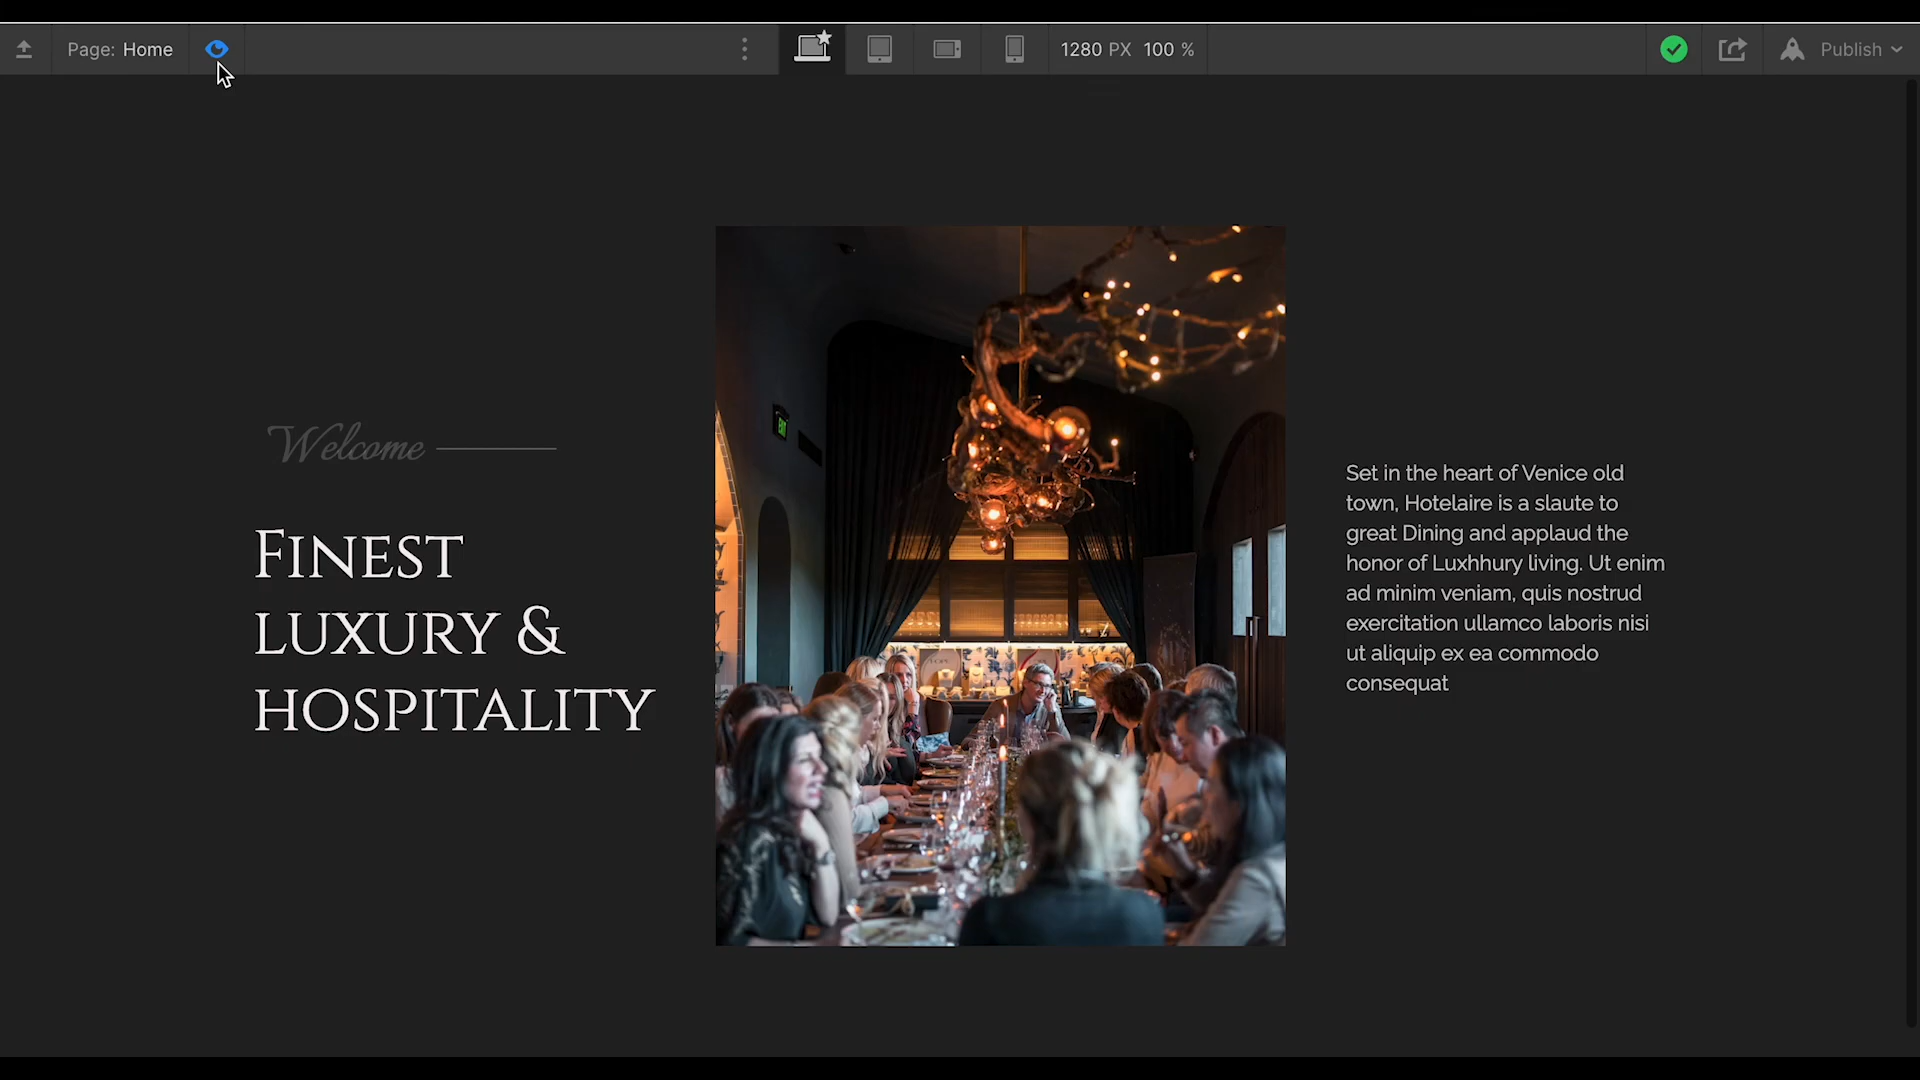 Page: Home
1280 PX 100 %
Publish
Welcome
FINEST
LUXURY &
HOSPITALITY
EXIT
Set in the heart of Venice old
town, Hotelaire is a slaute to
great Dining and applaud the
honor of Luxhhury living. Ut enim
ad minim veniam, quis nostrud
exercitation ullamco laboris nisi
ut aliquip ex ea commodo
consequat